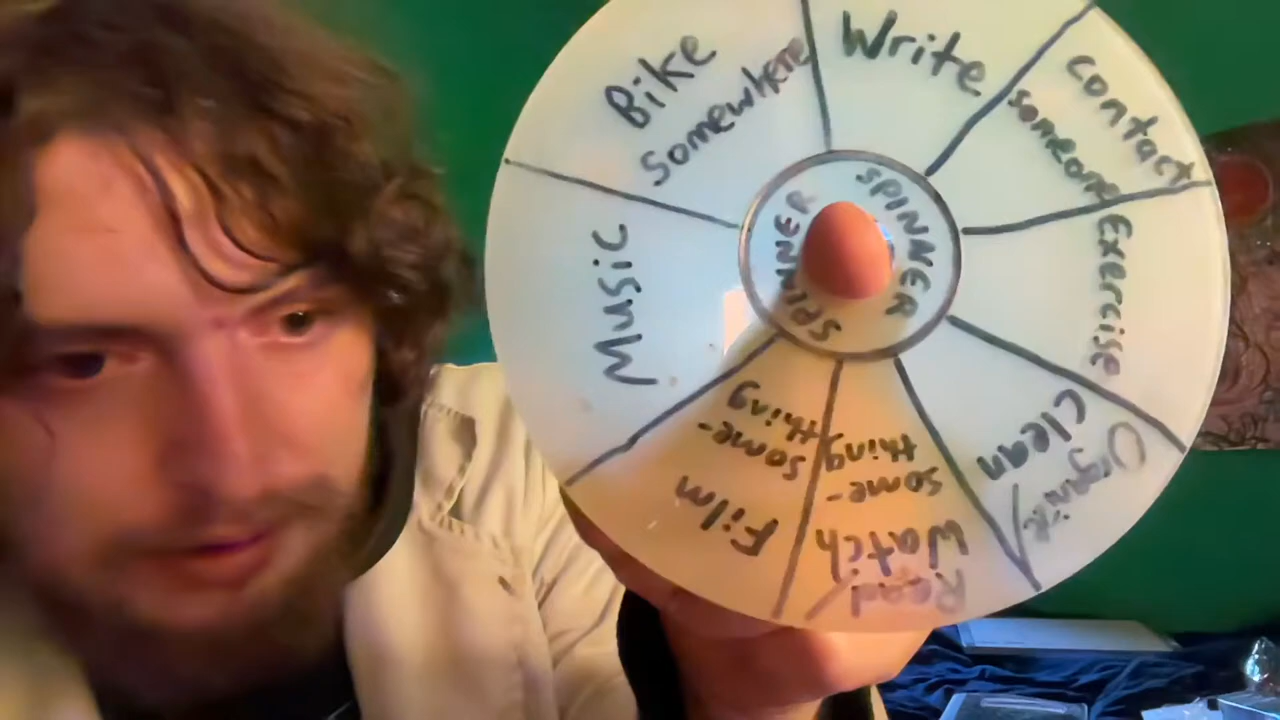 Bike
somewhere
Write
contact
someone
Exercise
Organize/
clean
Read/
Watch
some-
thing
Film
some-
thing
Music
SPINNER
SPINNER